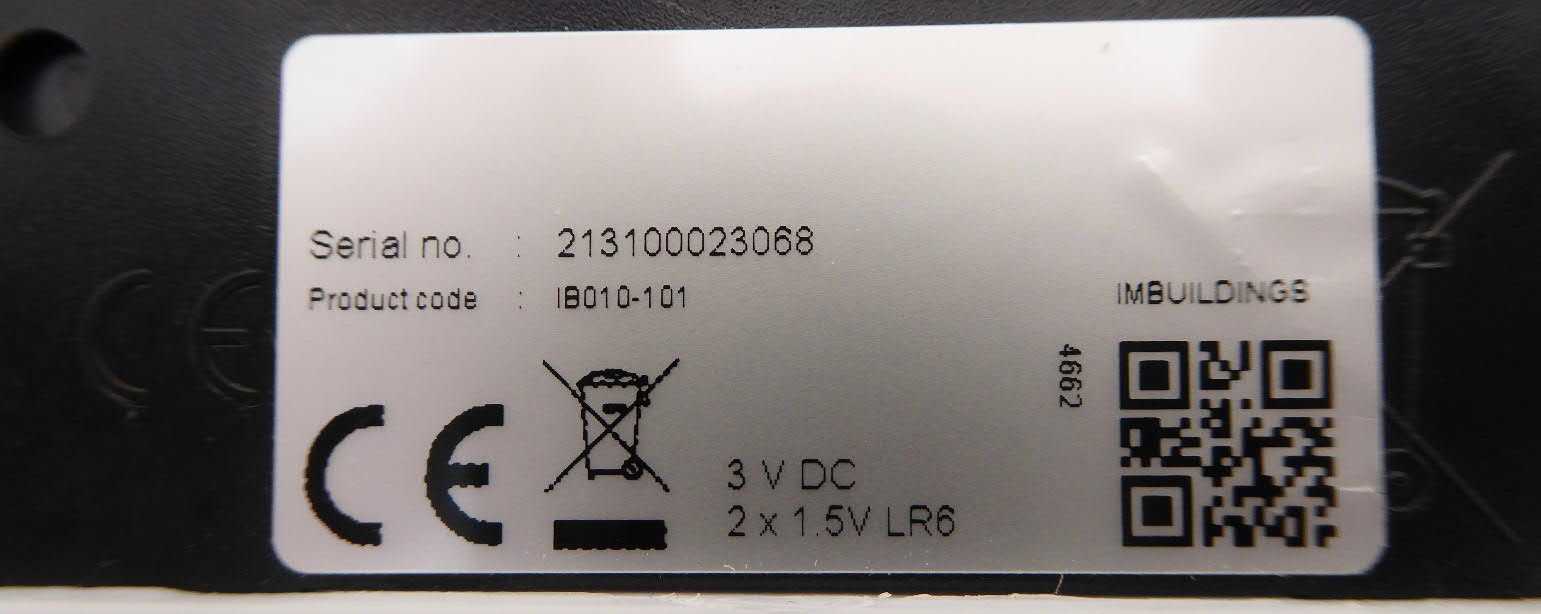 Serial no. : 213100023068
Product code : IB010-101
IMBUILDINGS
4662
CE
3 V DC
2 x 1.5V LR6